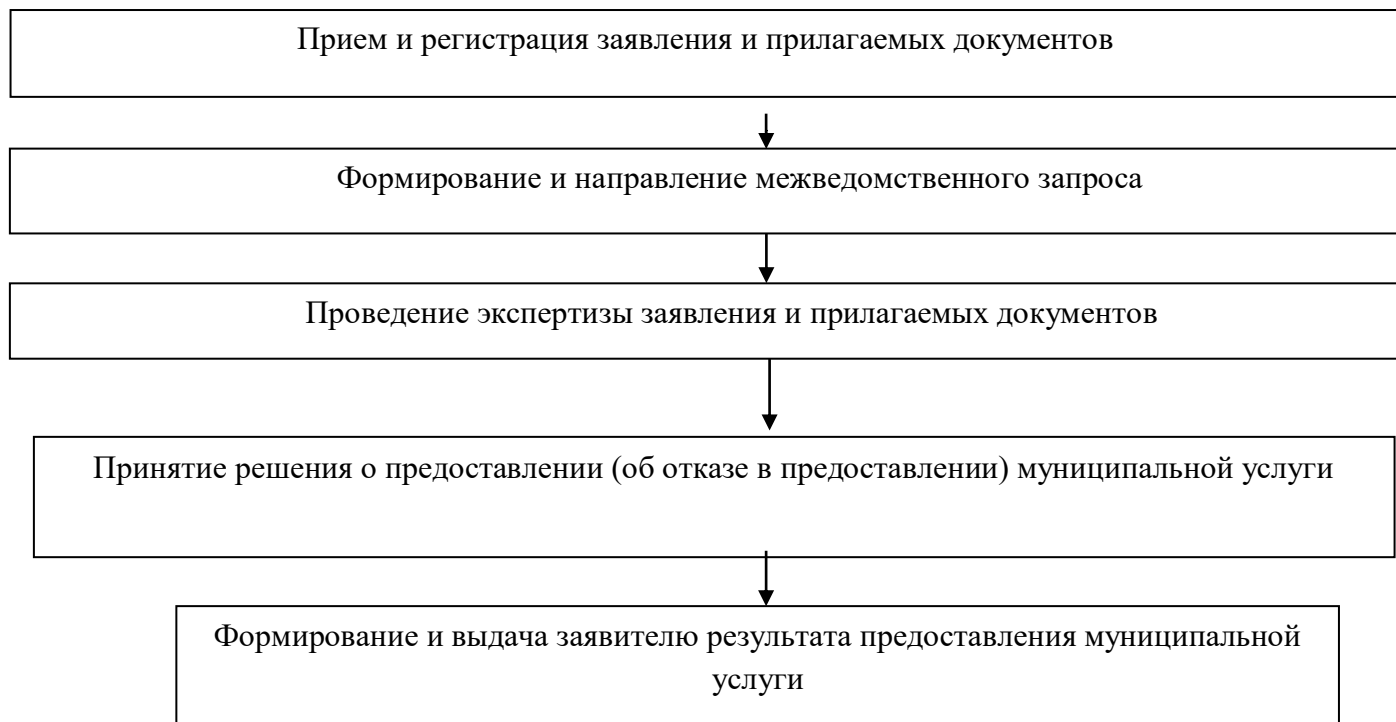 Прием и регистрация заявления и прилагаемых документов
Формирование и направление межведомственного запроса
Проведение экспертизы заявления и прилагаемых документов
Принятие решения о предоставлении (об отказе в предоставлении) муниципальной услуги
Формирование и выдача заявителю результата предоставления муниципальной
услуги